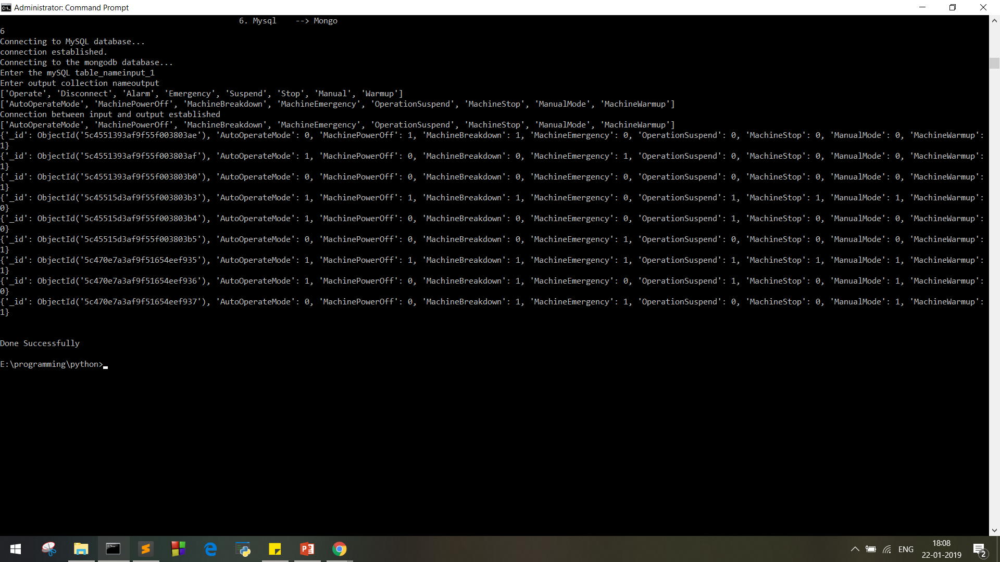 Administrator: Command Prompt
6. Mysql    --> Mongo
6
Connecting to MySQL database...
connection established.
Connecting to the mongodb database...
Enter the mySQL table_nameinput_1
Enter output collection nameoutput
['Operate', 'Disconnect', 'Alarm', 'Emergency', 'Suspend', 'Stop', 'Manual', 'Warmup']
['AutoOperateMode', 'MachinePowerOff', 'MachineBreakdown', 'MachineEmergency', 'OperationSuspend', 'MachineStop', 'ManualMode', 'MachineWarmup']
Connection between input and output established
['AutoOperateMode', 'MachinePowerOff', 'MachineBreakdown', 'MachineEmergency', 'OperationSuspend', 'MachineStop', 'ManualMode', 'MachineWarmup']
{'_id': ObjectId('5c4551393af9f55f003803ae'), 'AutoOperateMode': 0, 'MachinePowerOff': 1, 'MachineBreakdown': 1, 'MachineEmergency': 0, 'OperationSuspend': 0, 'MachineStop': 0, 'ManualMode': 0, 'MachineWarmup':
1}
{'_id': ObjectId('5c4551393af9f55f003803af'), 'AutoOperateMode': 1, 'MachinePowerOff': 0, 'MachineBreakdown': 0, 'MachineEmergency': 1, 'OperationSuspend': 0, 'MachineStop': 0, 'ManualMode': 0, 'MachineWarmup':
1}
{'_id': ObjectId('5c4551393af9f55f003803b0'), 'AutoOperateMode': 0, 'MachinePowerOff': 0, 'MachineBreakdown': 0, 'MachineEmergency': 0, 'OperationSuspend': 0, 'MachineStop': 0, 'ManualMode': 0, 'MachineWarmup':
1}
{'_id': ObjectId('5c45515d3af9f55f003803b3'), 'AutoOperateMode': 1, 'MachinePowerOff': 1, 'MachineBreakdown': 1, 'MachineEmergency': 0, 'OperationSuspend': 1, 'MachineStop': 1, 'ManualMode': 1, 'MachineWarmup':
0}
{'_id': ObjectId('5c45515d3af9f55f003803b4'), 'AutoOperateMode': 1, 'MachinePowerOff': 0, 'MachineBreakdown': 0, 'MachineEmergency': 0, 'OperationSuspend': 1, 'MachineStop': 0, 'ManualMode': 0, 'MachineWarmup':
0}
{'_id': ObjectId('5c45515d3af9f55f003803b5'), 'AutoOperateMode': 0, 'MachinePowerOff': 0, 'MachineBreakdown': 0, 'MachineEmergency': 1, 'OperationSuspend': 0, 'MachineStop': 0, 'ManualMode': 0, 'MachineWarmup':
1}
{'_id': ObjectId('5c470e7a3af9f51654eef935'), 'AutoOperateMode': 1, 'MachinePowerOff': 1, 'MachineBreakdown': 1, 'MachineEmergency': 1, 'OperationSuspend': 1, 'MachineStop': 1, 'ManualMode': 1, 'MachineWarmup':
1}
{'_id': ObjectId('5c470e7a3af9f51654eef936'), 'AutoOperateMode': 1, 'MachinePowerOff': 0, 'MachineBreakdown': 1, 'MachineEmergency': 0, 'OperationSuspend': 1, 'MachineStop': 0, 'ManualMode': 1, 'MachineWarmup':
0}
{'_id': ObjectId('5c470e7a3af9f51654eef937'), 'AutoOperateMode': 0, 'MachinePowerOff': 0, 'MachineBreakdown': 1, 'MachineEmergency': 1, 'OperationSuspend': 0, 'MachineStop': 0, 'ManualMode': 1, 'MachineWarmup':
1}
Done Successfully
E:\programming\python>
ENG
18:08
22-01-2019
2